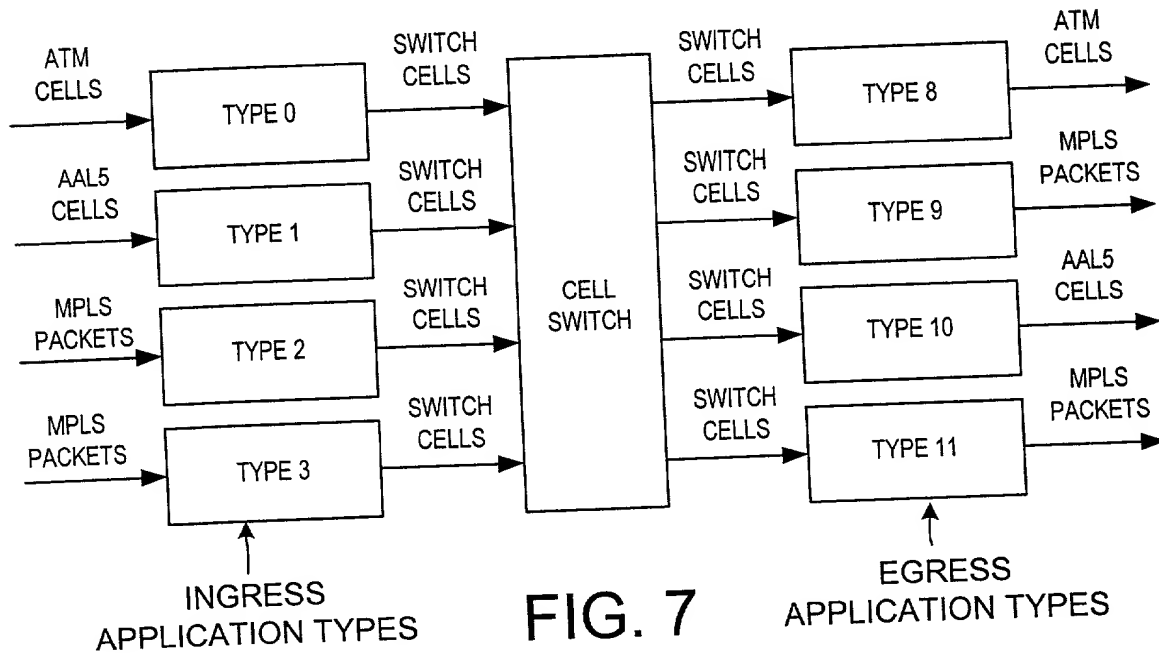 ATM
CELLS
TYPE 0
SWITCH
CELLS
SWITCH
CELLS
TYPE 8
ATM
CELLS
AAL5
CELLS
TYPE 1
SWITCH
CELLS
SWITCH
CELLS
TYPE 9
MPLS
PACKETS
MPLS
PACKETS
TYPE 2
SWITCH
CELLS
CELL
SWITCH
SWITCH
CELLS
TYPE 10
AAL5
CELLS
MPLS
PACKETS
TYPE 3
SWITCH
CELLS
SWITCH
CELLS
TYPE 11
MPLS
PACKETS
INGRESS
APPLICATION TYPES
FIG. 7
EGRESS
APPLICATION TYPES